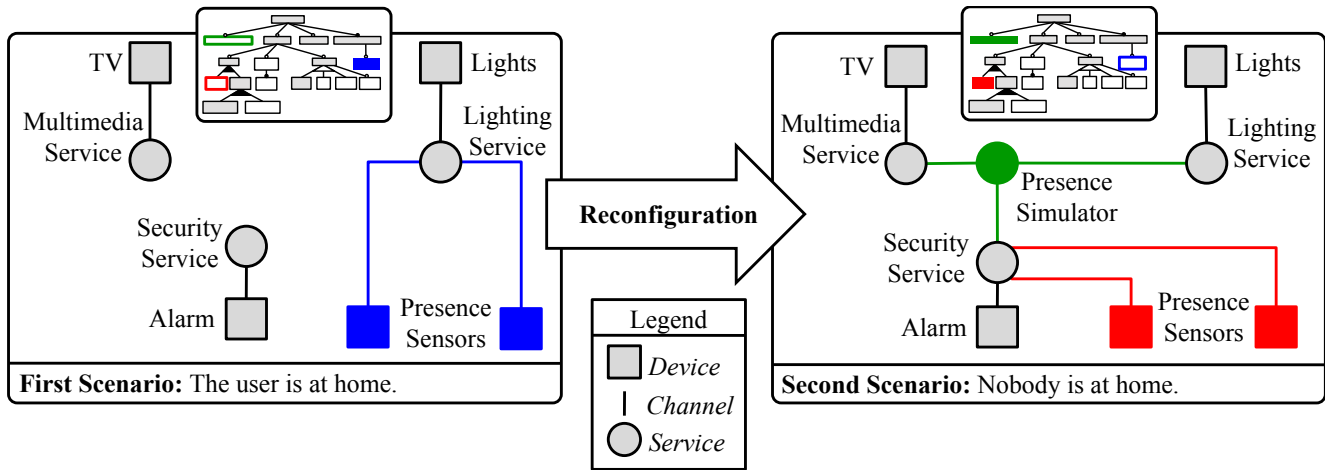 TV
Lights
Multimedia
Service
Lighting
Service
Security
Service
Alarm
Presence
Sensors
First Scenario: The user is at home.
Reconfiguration
Legend
Device
Channel
Service
TV
Lights
Multimedia
Service
Lighting
Service
Presence
Simulator
Security
Service
Alarm
Presence
Sensors
Second Scenario: Nobody is at home.